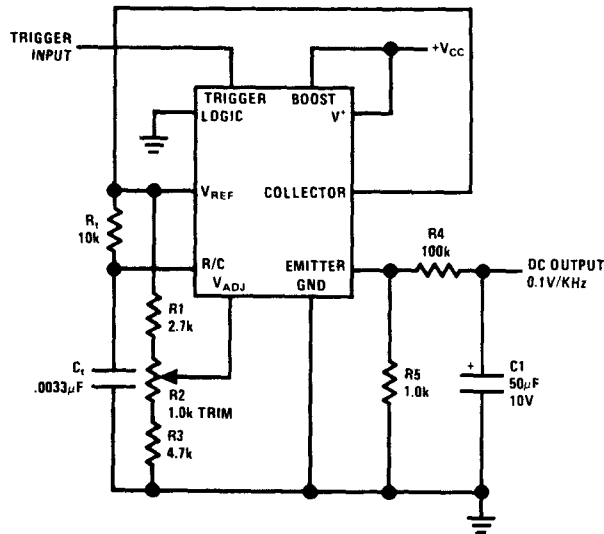 TRIGGER
INPUT
+VCC
TRIGGER
BOOST
LOGIC
V+
VREF
COLLECTOR
Rt
10k
R/C
VADJ
EMITTER
GND
R4
100k
DC OUTPUT
0.1V/KHz
R1
2.7k
Ct
.0033μF
R2
1.0k TRIM
R3
4.7k
R5
1.0k
+
C1
50μF
10V